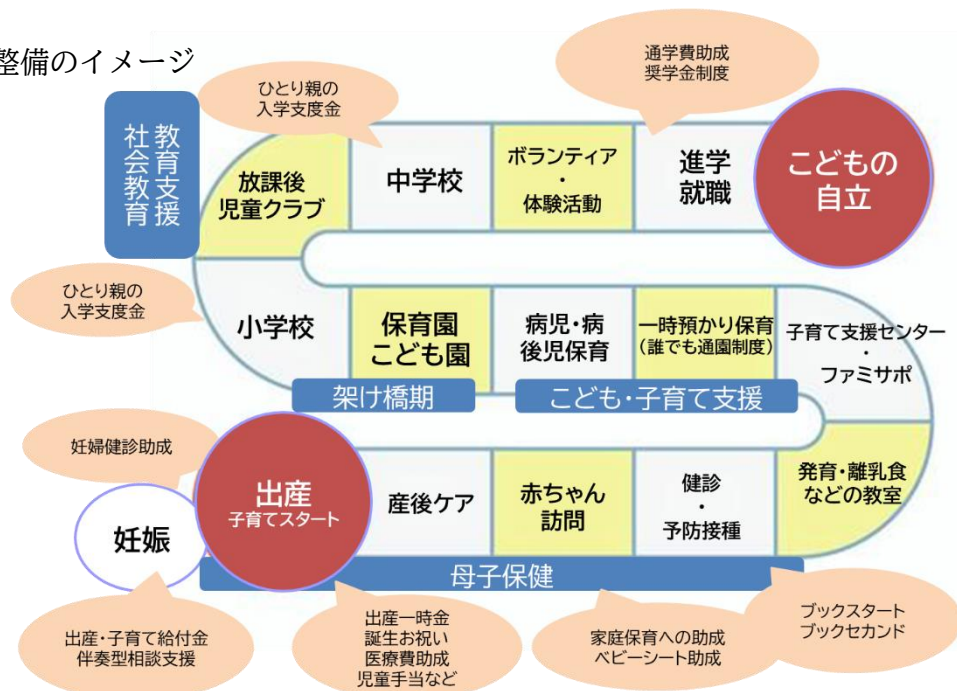 整備のイメージ
通学費助成
奨学金制度
ひとり親の
入学支度金
教育支援
社会教育
放課後
児童クラブ
中学校
ボランティア
・
体験活動
進学
就職
こどもの
自立
ひとり親の
入学支度金
小学校
保育園
こども園
病児・病
後児保育
一時預かり保育
(誰でも通園制度)
子育て支援センター
・
ファミサポ
架け橋期
こども・子育て支援
妊婦健診助成
妊娠
出産
子育てスタート
産後ケア
赤ちゃん
訪問
健診
・
予防接種
発育・離乳食
などの教室
母子保健
出産・子育て給付金
伴奏型相談支援
出産一時金
誕生お祝い
医療費助成
児童手当など
家庭保育への助成
ベビーシート助成
ブックスタート
ブックセカンド